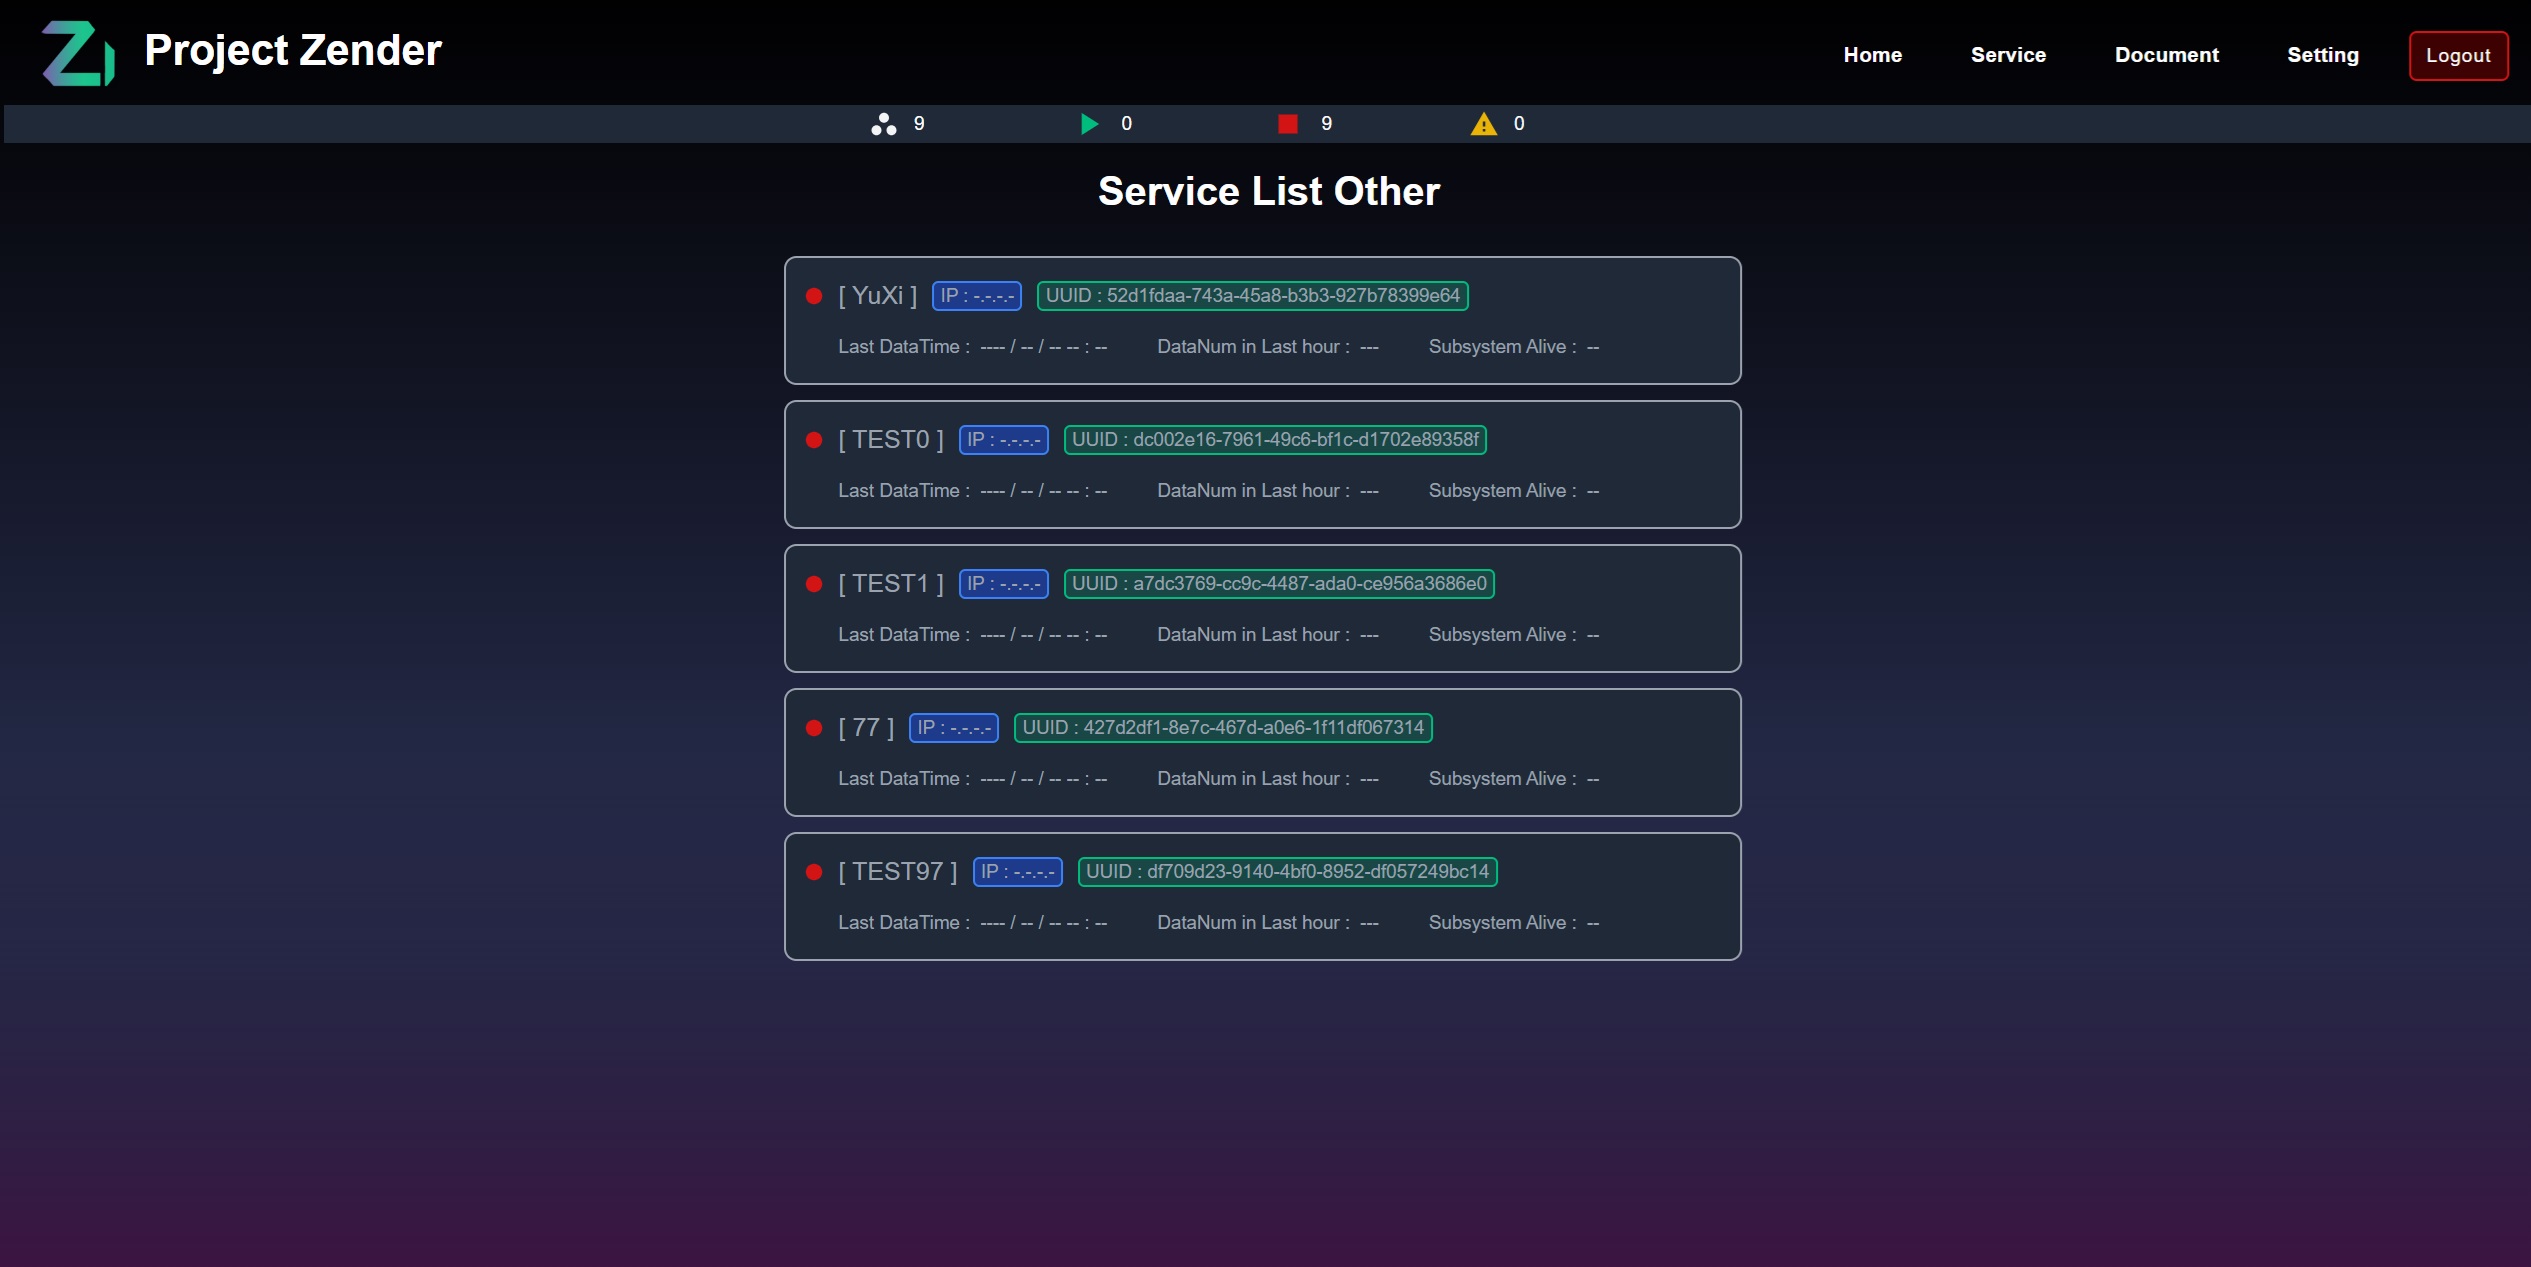 Project Zender
Home Service Document Setting Logout
9 0 9 0
Service List Other
[ YuXi ] IP : -.-.-.- UUID : 52d1fdaa-743a-45a8-b3b3-927b78399e64
Last DataTime : ---- / -- / -- -- : -- DataNum in Last hour : --- Subsystem Alive : --
[ TEST0 ] IP : -.-.-.- UUID : dc002e16-7961-49c6-bf1c-d1702e89358f
Last DataTime : ---- / -- / -- -- : -- DataNum in Last hour : --- Subsystem Alive : --
[ TEST1 ] IP : -.-.-.- UUID : a7dc3769-cc9c-4487-ada0-ce956a3686e0
Last DataTime : ---- / -- / -- -- : -- DataNum in Last hour : --- Subsystem Alive : --
[ 77 ] IP : -.-.-.- UUID : 427d2df1-8e7c-467d-a0e6-1f11df067314
Last DataTime : ---- / -- / -- -- : -- DataNum in Last hour : --- Subsystem Alive : --
[ TEST97 ] IP : -.-.-.- UUID : df709d23-9140-4bf0-8952-df057249bc14
Last DataTime : ---- / -- / -- -- : -- DataNum in Last hour : --- Subsystem Alive : --